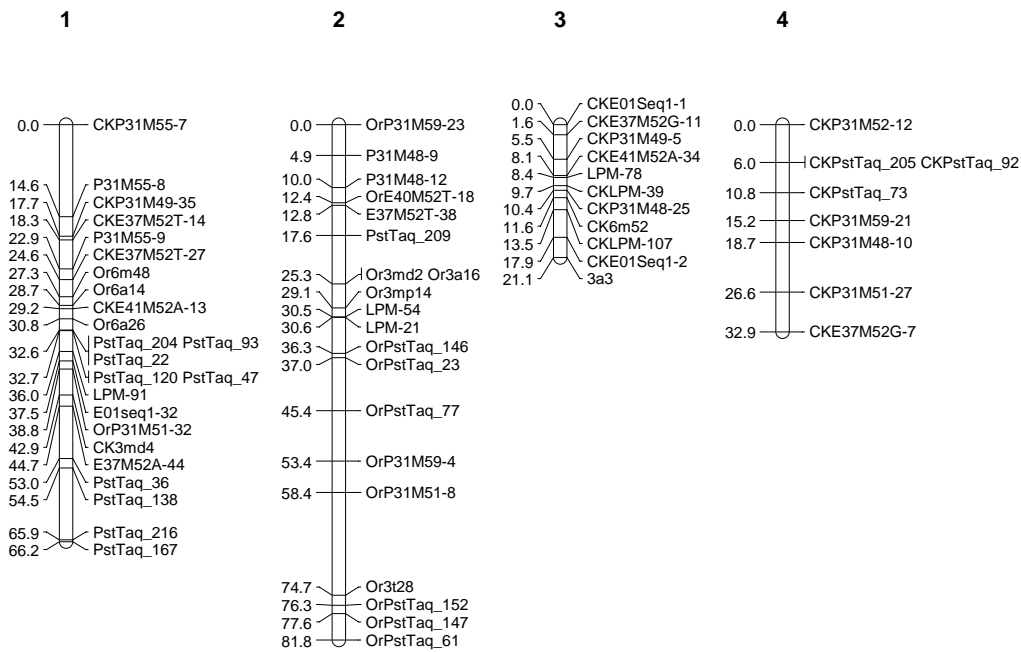 1
0.0 CKP31M55-7
14.6 P31M55-8
17.7 CKP31M49-35
18.3 CKE37M52T-14
22.9 P31M55-9
24.6 CKE37M52T-27
27.3 Or6m48
28.7 Or6a14
29.2 CKE41M52A-13
30.8 Or6a26
32.6 PstTaq_204 PstTaq_93
PstTaq_22
32.7 PstTaq_120 PstTaq_47
36.0 LPM-91
37.5 E01seq1-32
38.8 OrP31M51-32
42.9 CK3md4
44.7 E37M52A-44
53.0 PstTaq_36
54.5 PstTaq_138
65.9 PstTaq_216
66.2 PstTaq_167
2
0.0 OrP31M59-23
4.9 P31M48-9
10.0 P31M48-12
12.4 OrE40M52T-18
12.8 E37M52T-38
17.6 PstTaq_209
25.3 Or3md2 Or3a16
29.1 Or3mp14
30.5 LPM-54
30.6 LPM-21
36.3 OrPstTaq_146
37.0 OrPstTaq_23
45.4 OrPstTaq_77
53.4 OrP31M59-4
58.4 OrP31M51-8
74.7 Or3t28
76.3 OrPstTaq_152
77.6 OrPstTaq_147
81.8 OrPstTaq_61
3
0.0 CKE01Seq1-1
1.6 CKE37M52G-11
5.5 CKP31M49-5
8.1 CKE41M52A-34
8.4 LPM-78
9.7 CKLPM-39
10.4 CKP31M48-25
11.6 CK6m52
13.5 CKLPM-107
17.9 CKE01Seq1-2
21.1 3a3
4
0.0 CKP31M52-12
6.0 CKPstTaq_205 CKPstTaq_92
10.8 CKPstTaq_73
15.2 CKP31M59-21
18.7 CKP31M48-10
26.6 CKP31M51-27
32.9 CKE37M52G-7